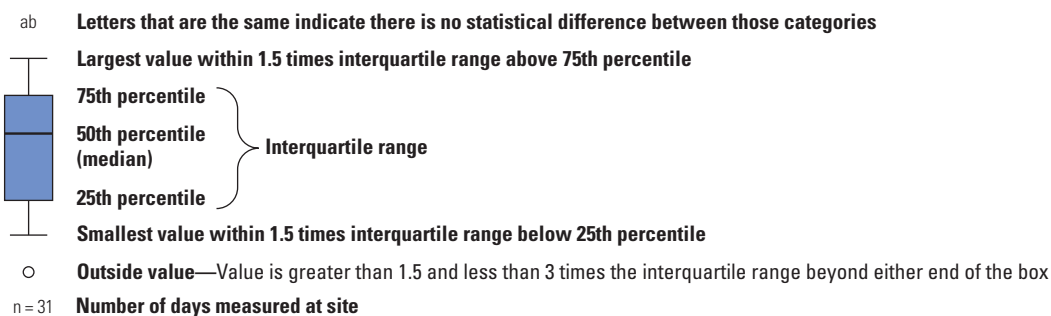 ab Letters that are the same indicate there is no statistical difference between those categories
Largest value within 1.5 times interquartile range above 75th percentile
75th percentile
50th percentile
(median)
Interquartile range
25th percentile
Smallest value within 1.5 times interquartile range below 25th percentile
Outside value—Value is greater than 1.5 and less than 3 times the interquartile range beyond either end of the box
n = 31 Number of days measured at site